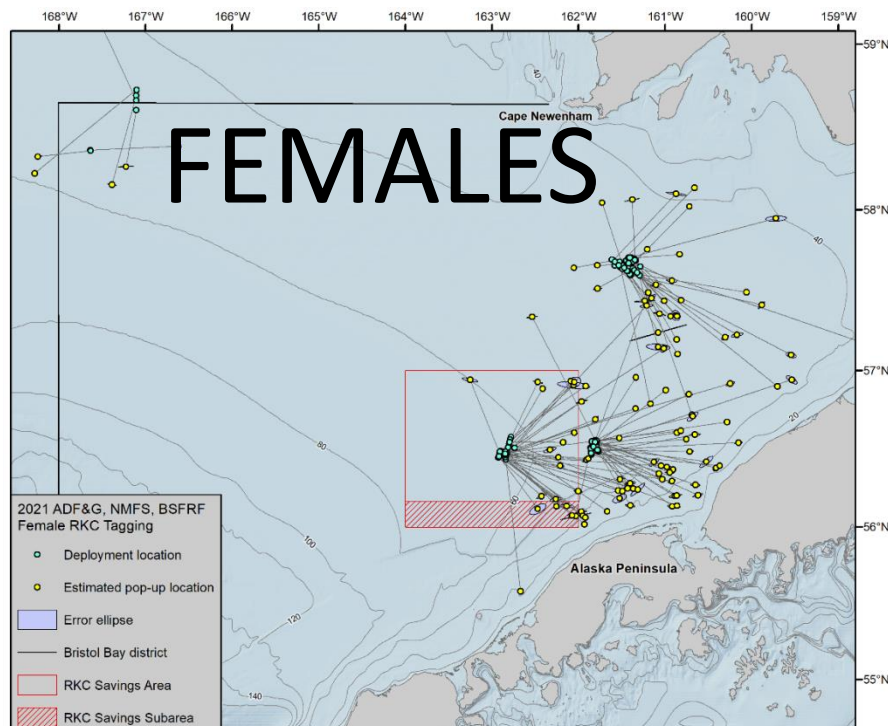 168°W 167°W 166°W 165°W 164°W 163°W 162°W 161°W 160°W 159°W
59°N
40
Cape Newenham
FEMALES
58°N
40
57°N
20
80
60
2021 ADF&G, NMFS, BSFRF
Female RKC Tagging
100
56°N
Deployment location
Alaska Peninsula
Estimated pop-up location
120
Error ellipse
Bristol Bay district
RKC Savings Area
55°N
140
RKC Savings Subarea